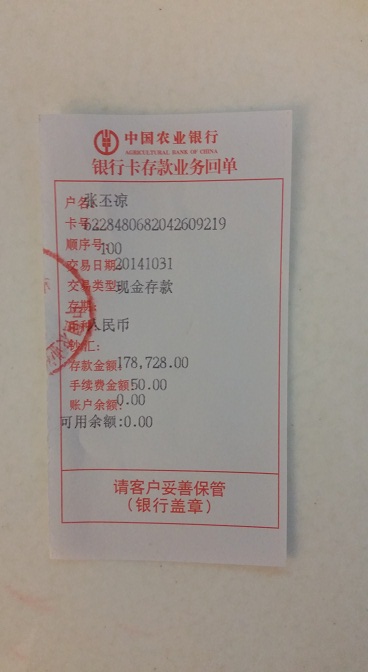 中国农业银行
AGRICULTURAL BANK OF CHINA
银行卡存款业务回单
户名: 张丕凉
卡号: 6228480682042609219
顺序号: 100
交易日期: 20141031
交易类型: 现金存款
存期:
币种: 人民币
钞汇:
存款金额: 178,728.00
手续费金额: 50.00
账户余额: 0.00
可用余额:0.00
请客户妥善保管
(银行盖章)